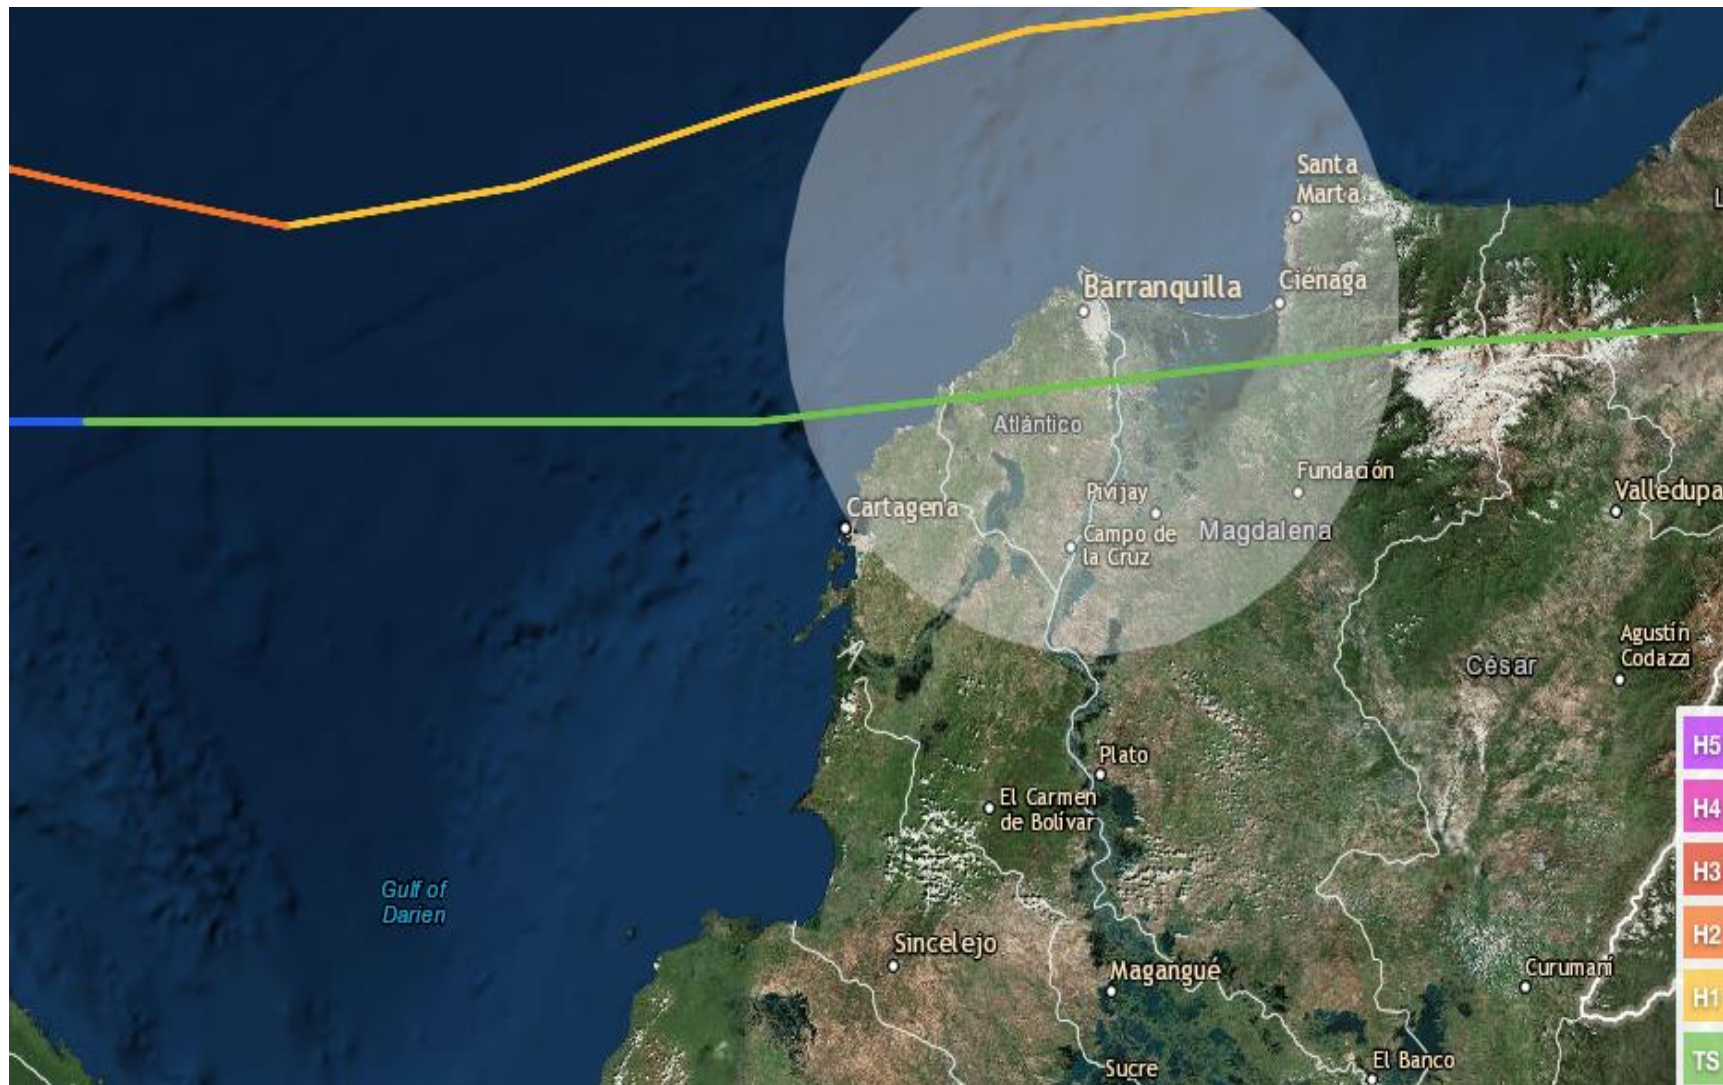 Santa
Marta
L
Barranquilla
Ciénaga
Atlántico
Fundación
Pivijay
Valledupa
Cartagena
Magdalena
Campo de
la Cruz
Agustín
Codazzi
César
H5
Plato
H4
El Carmen
de Bolívar
H3
Gulf of
Darien
H2
Sincelejo
Magangué
Curumaní
H1
El Banco
TS
Sucre